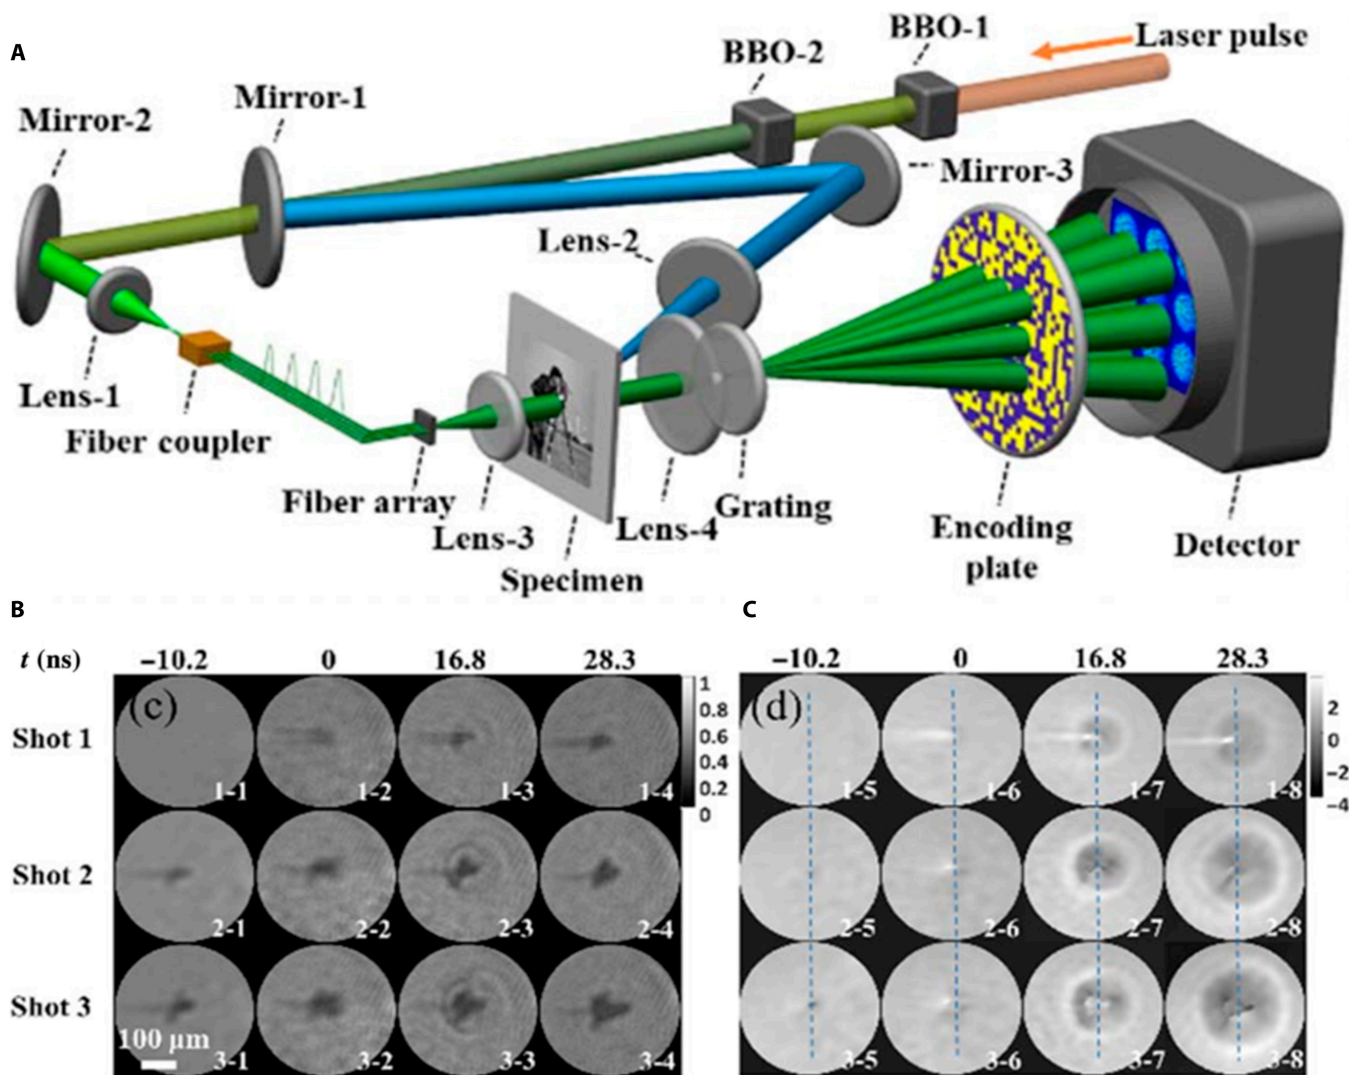 A
Laser pulse
BBO-1
BBO-2
Mirror-1
Mirror-2
Mirror-3
Lens-2
Lens-1
Fiber coupler
Fiber array
Lens-3
Specimen
Lens-4
Grating
Encoding
plate
Detector
B
t (ns) −10.2 0 16.8 28.3
(c)
1
0.8
0.6
0.4
0.2
0
Shot 1
1-1 1-2 1-3 1-4
Shot 2
2-1 2-2 2-3 2-4
Shot 3
100 µm
3-1 3-2 3-3 3-4
C
−10.2 0 16.8 28.3
(d)
2
0
−2
−4
1-5 1-6 1-7 1-8
2-5 2-6 2-7 2-8
3-5 3-6 3-7 3-8